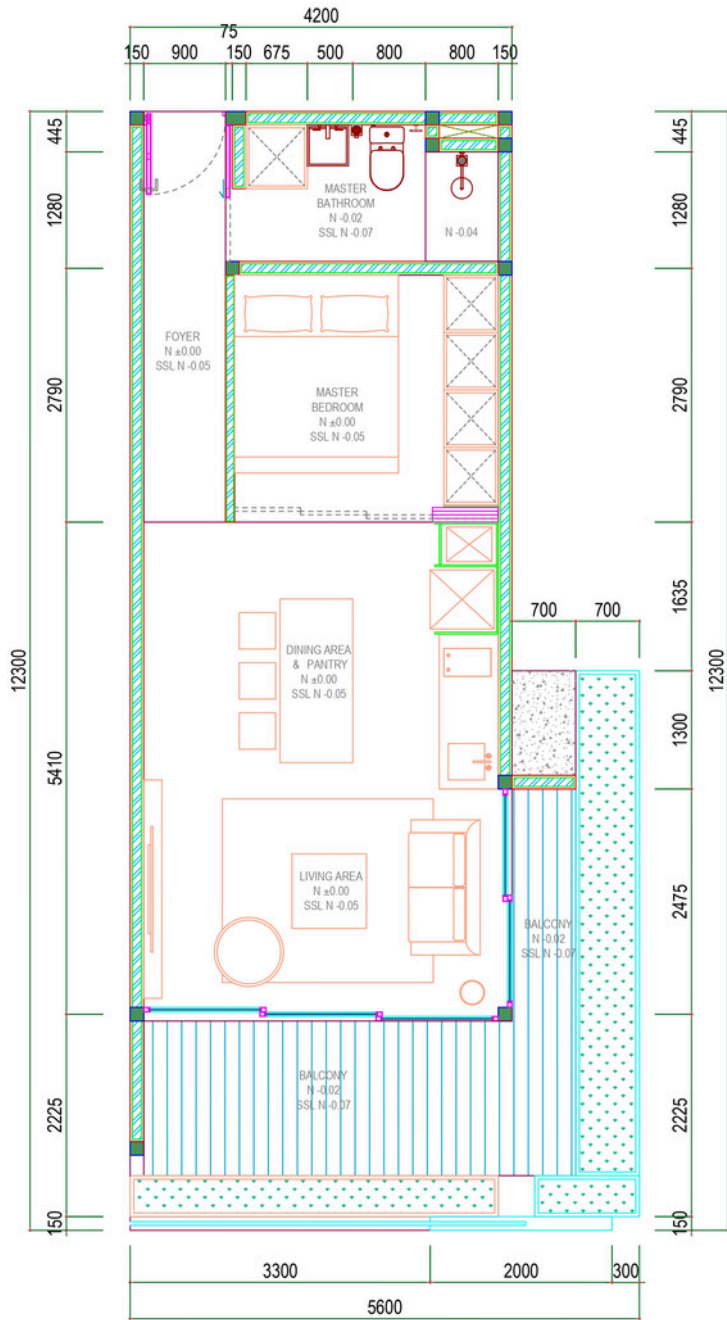 4200
75
150 900 150 675 500 800 800 150
445
445
MASTER
BATHROOM
N -0.02
SSL N -0.07
N -0.04
1280
1280
FOYER
N ±0.00
SSL N -0.05
MASTER
BEDROOM
N ±0.00
SSL N -0.05
2790
2790
1635
700 700
DINING AREA
& PANTRY
N ±0.00
SSL N -0.05
12300
12300
1300
5410
LIVING AREA
N ±0.00
SSL N -0.05
BALCONY
N -0.02
SSL N -0.07
2475
BALCONY
N -0.02
SSL N -0.07
2225
2225
150
150
3300 2000 300
5600